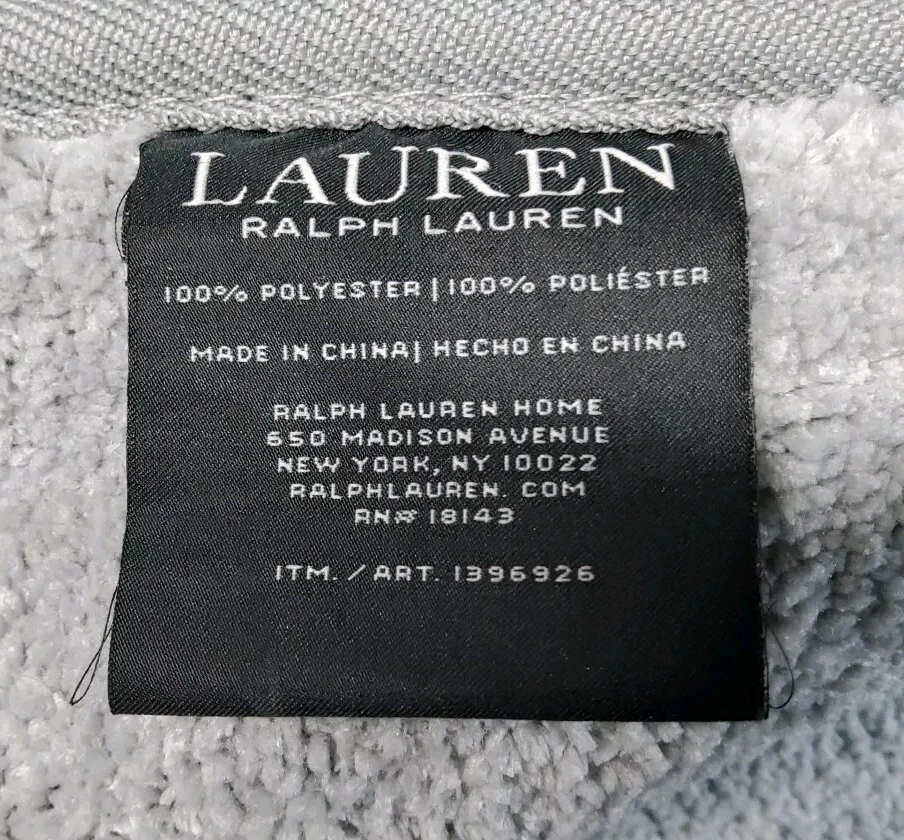 LAUREN
RALPH LAUREN
100% POLYESTER | 100% POLIÉSTER
MADE IN CHINA| HECHO EN CHINA
RALPH LAUREN HOME
650 MADISON AVENUE
NEW YORK, NY 10022
RALPHLAUREN. COM
RN# 18143
ITM. / ART. 1396926